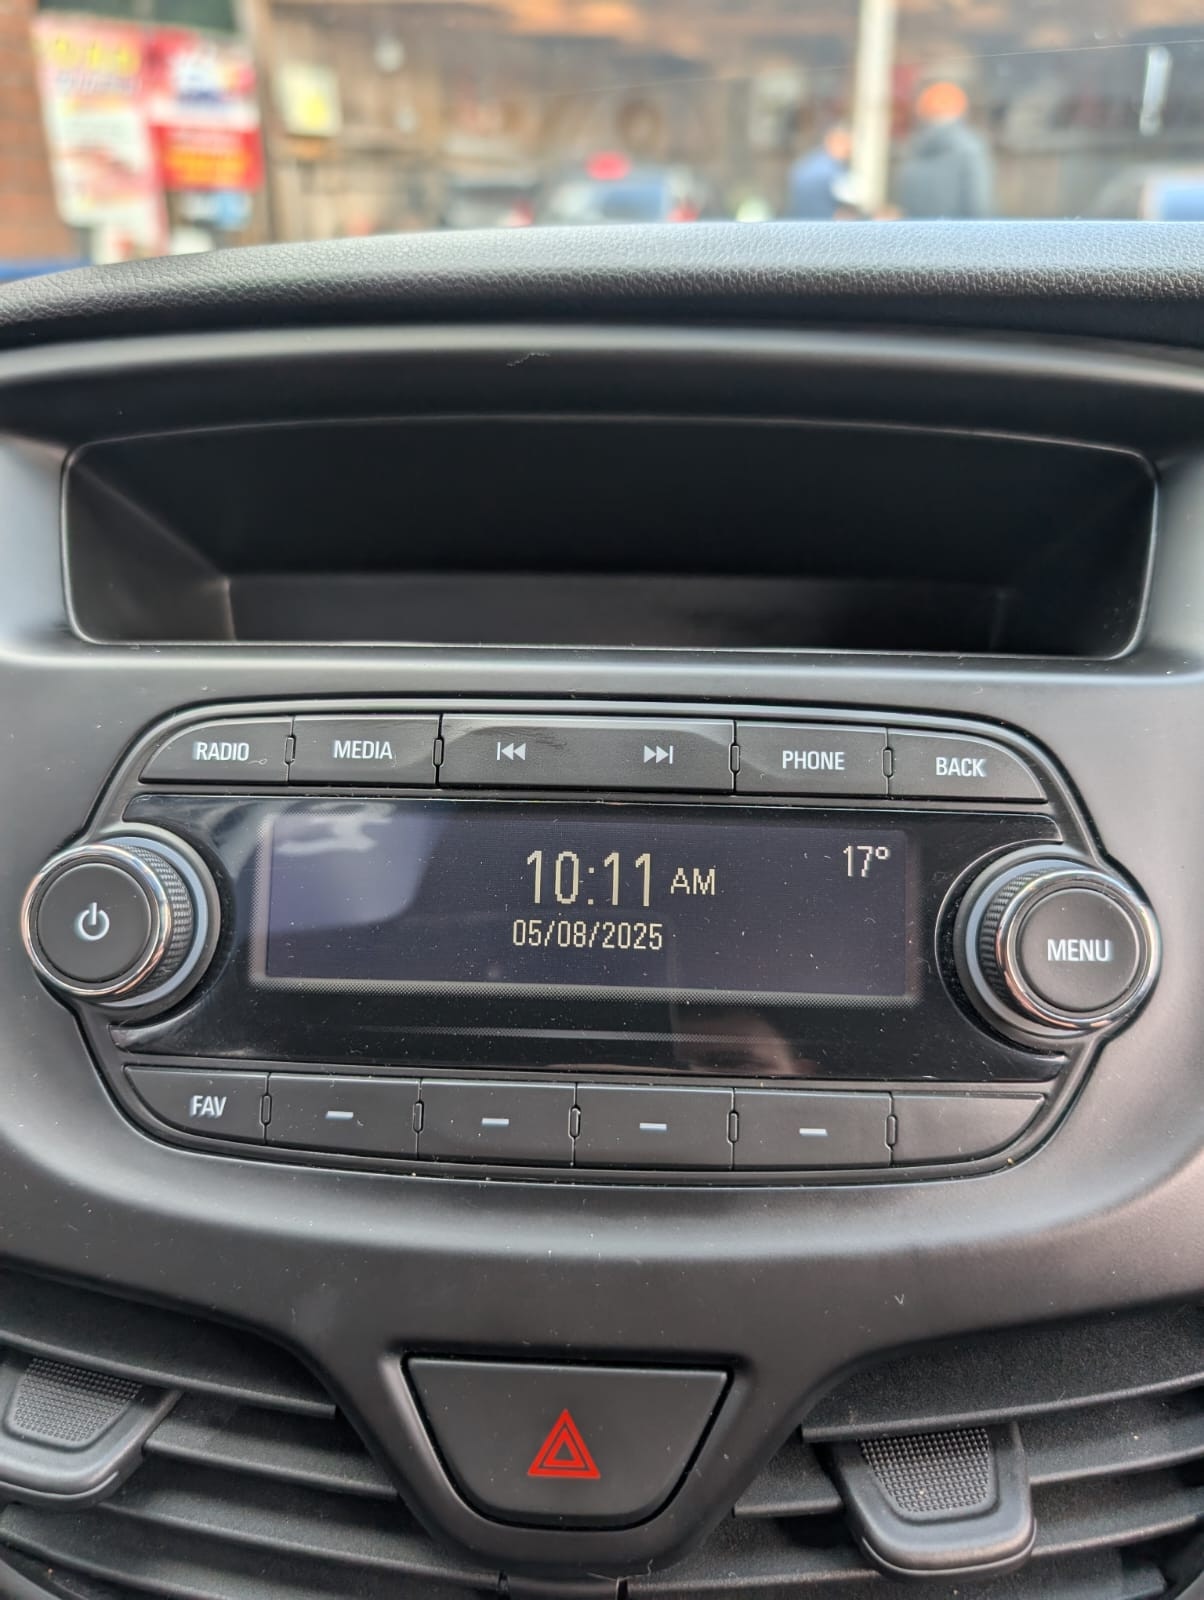 RADIO
MEDIA
PHONE
BACK
10:11 AM
17°
05/08/2025
MENU
FAV